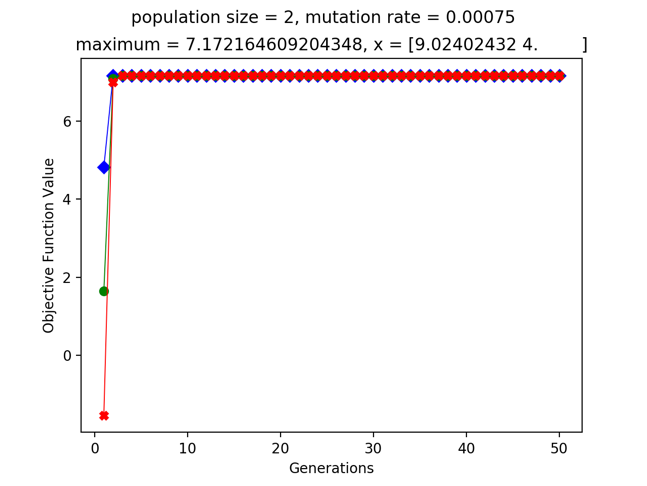 population size = 2, mutation rate = 0.00075
maximum = 7.172164609204348, x = [9.02402432 4.        ]
6
4
2
0
Objective Function Value
0 10 20 30 40 50
Generations